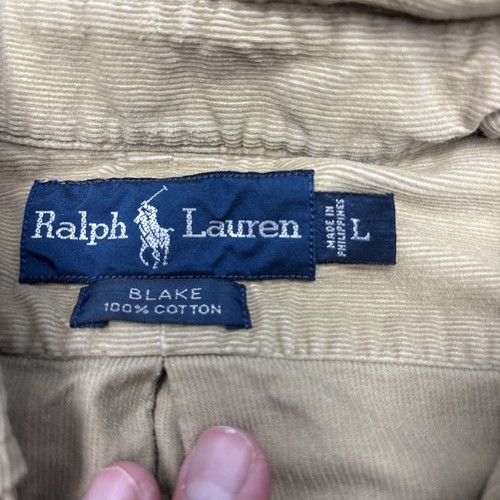 Ralph Lauren
MADE IN
PHILIPPINES
L
BLAKE
100% COTTON